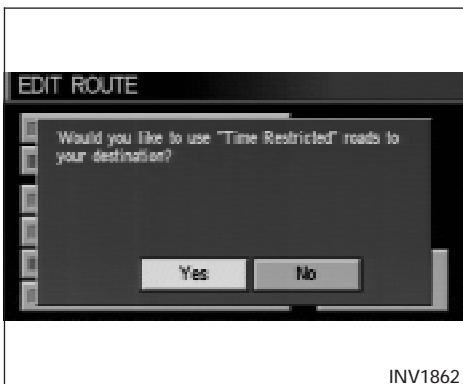 EDIT ROUTE
Would you like to use "Time Restricted" roads to
your destination?
Yes
No
INV1862